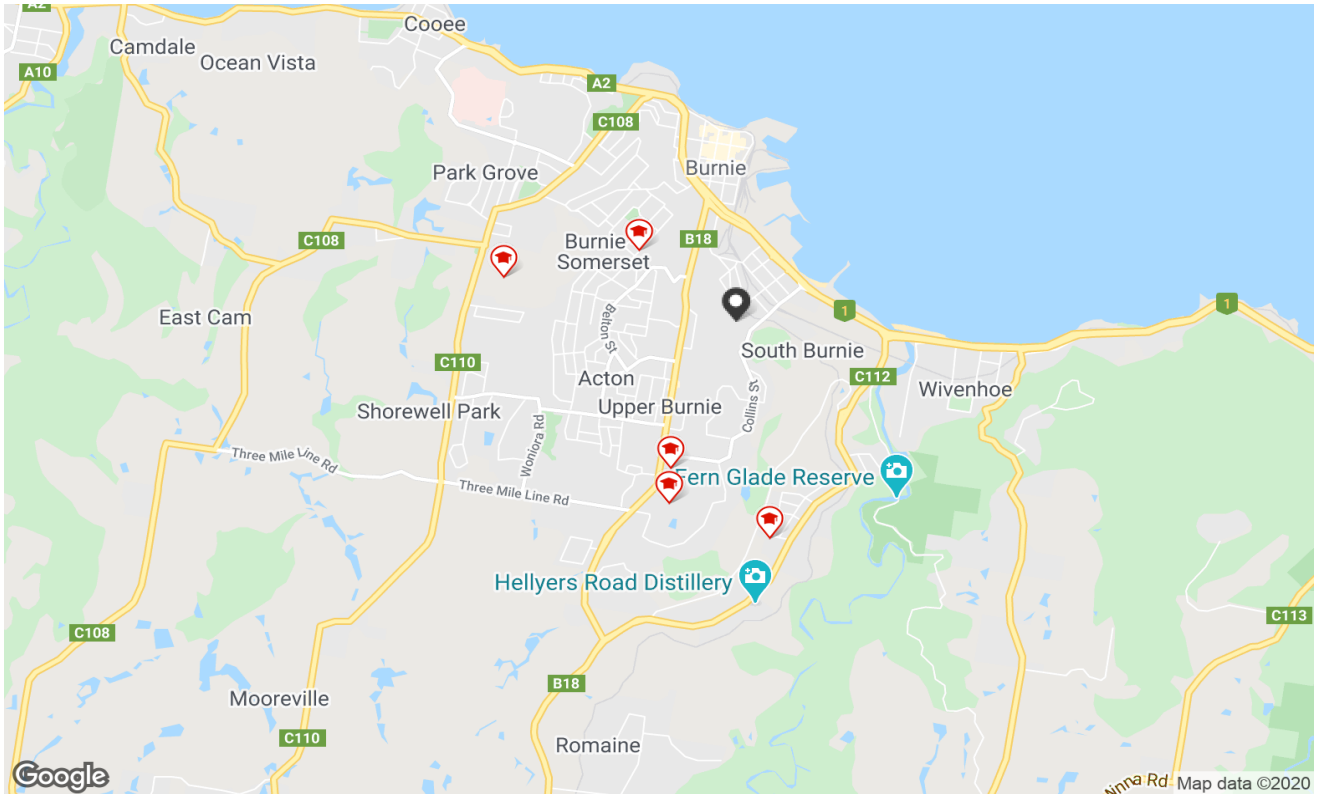 A2
Cooee
Camdale
Ocean Vista
A10
A2
C108
Park Grove
Burnie
C108
Burnie
Somerset
B18
East Cam
Belton St
1
1
South Burnie
C110
Acton
C112
Wivenhoe
Shorewell Park
Upper Burnie
Collins St
Woniora Rd
Three Mile Line Rd
Fern Glade Reserve
Three Mile Line Rd
Hellyers Road Distillery
C113
C108
B18
Mooreville
C110
Romaine
Google
Rd
Map data ©2020